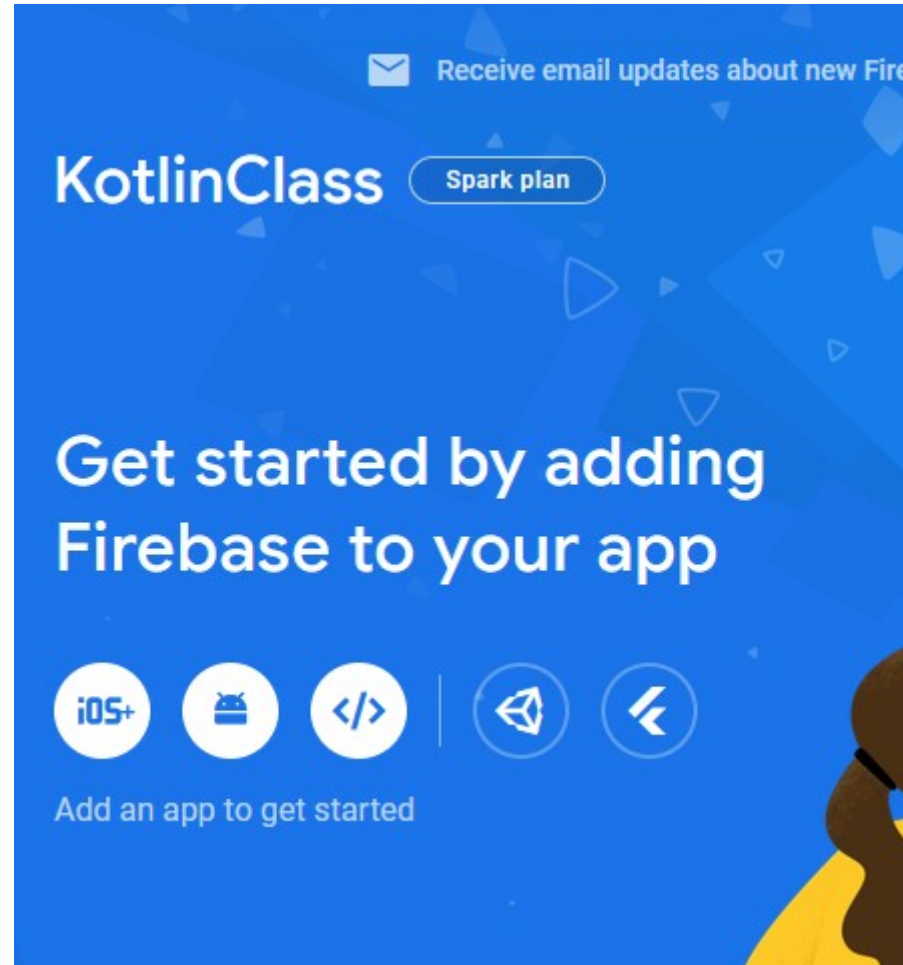 Receive email updates about new Fire
KotlinClass
Spark plan
Get started by adding
Firebase to your app
iOS+
</>
Add an app to get started